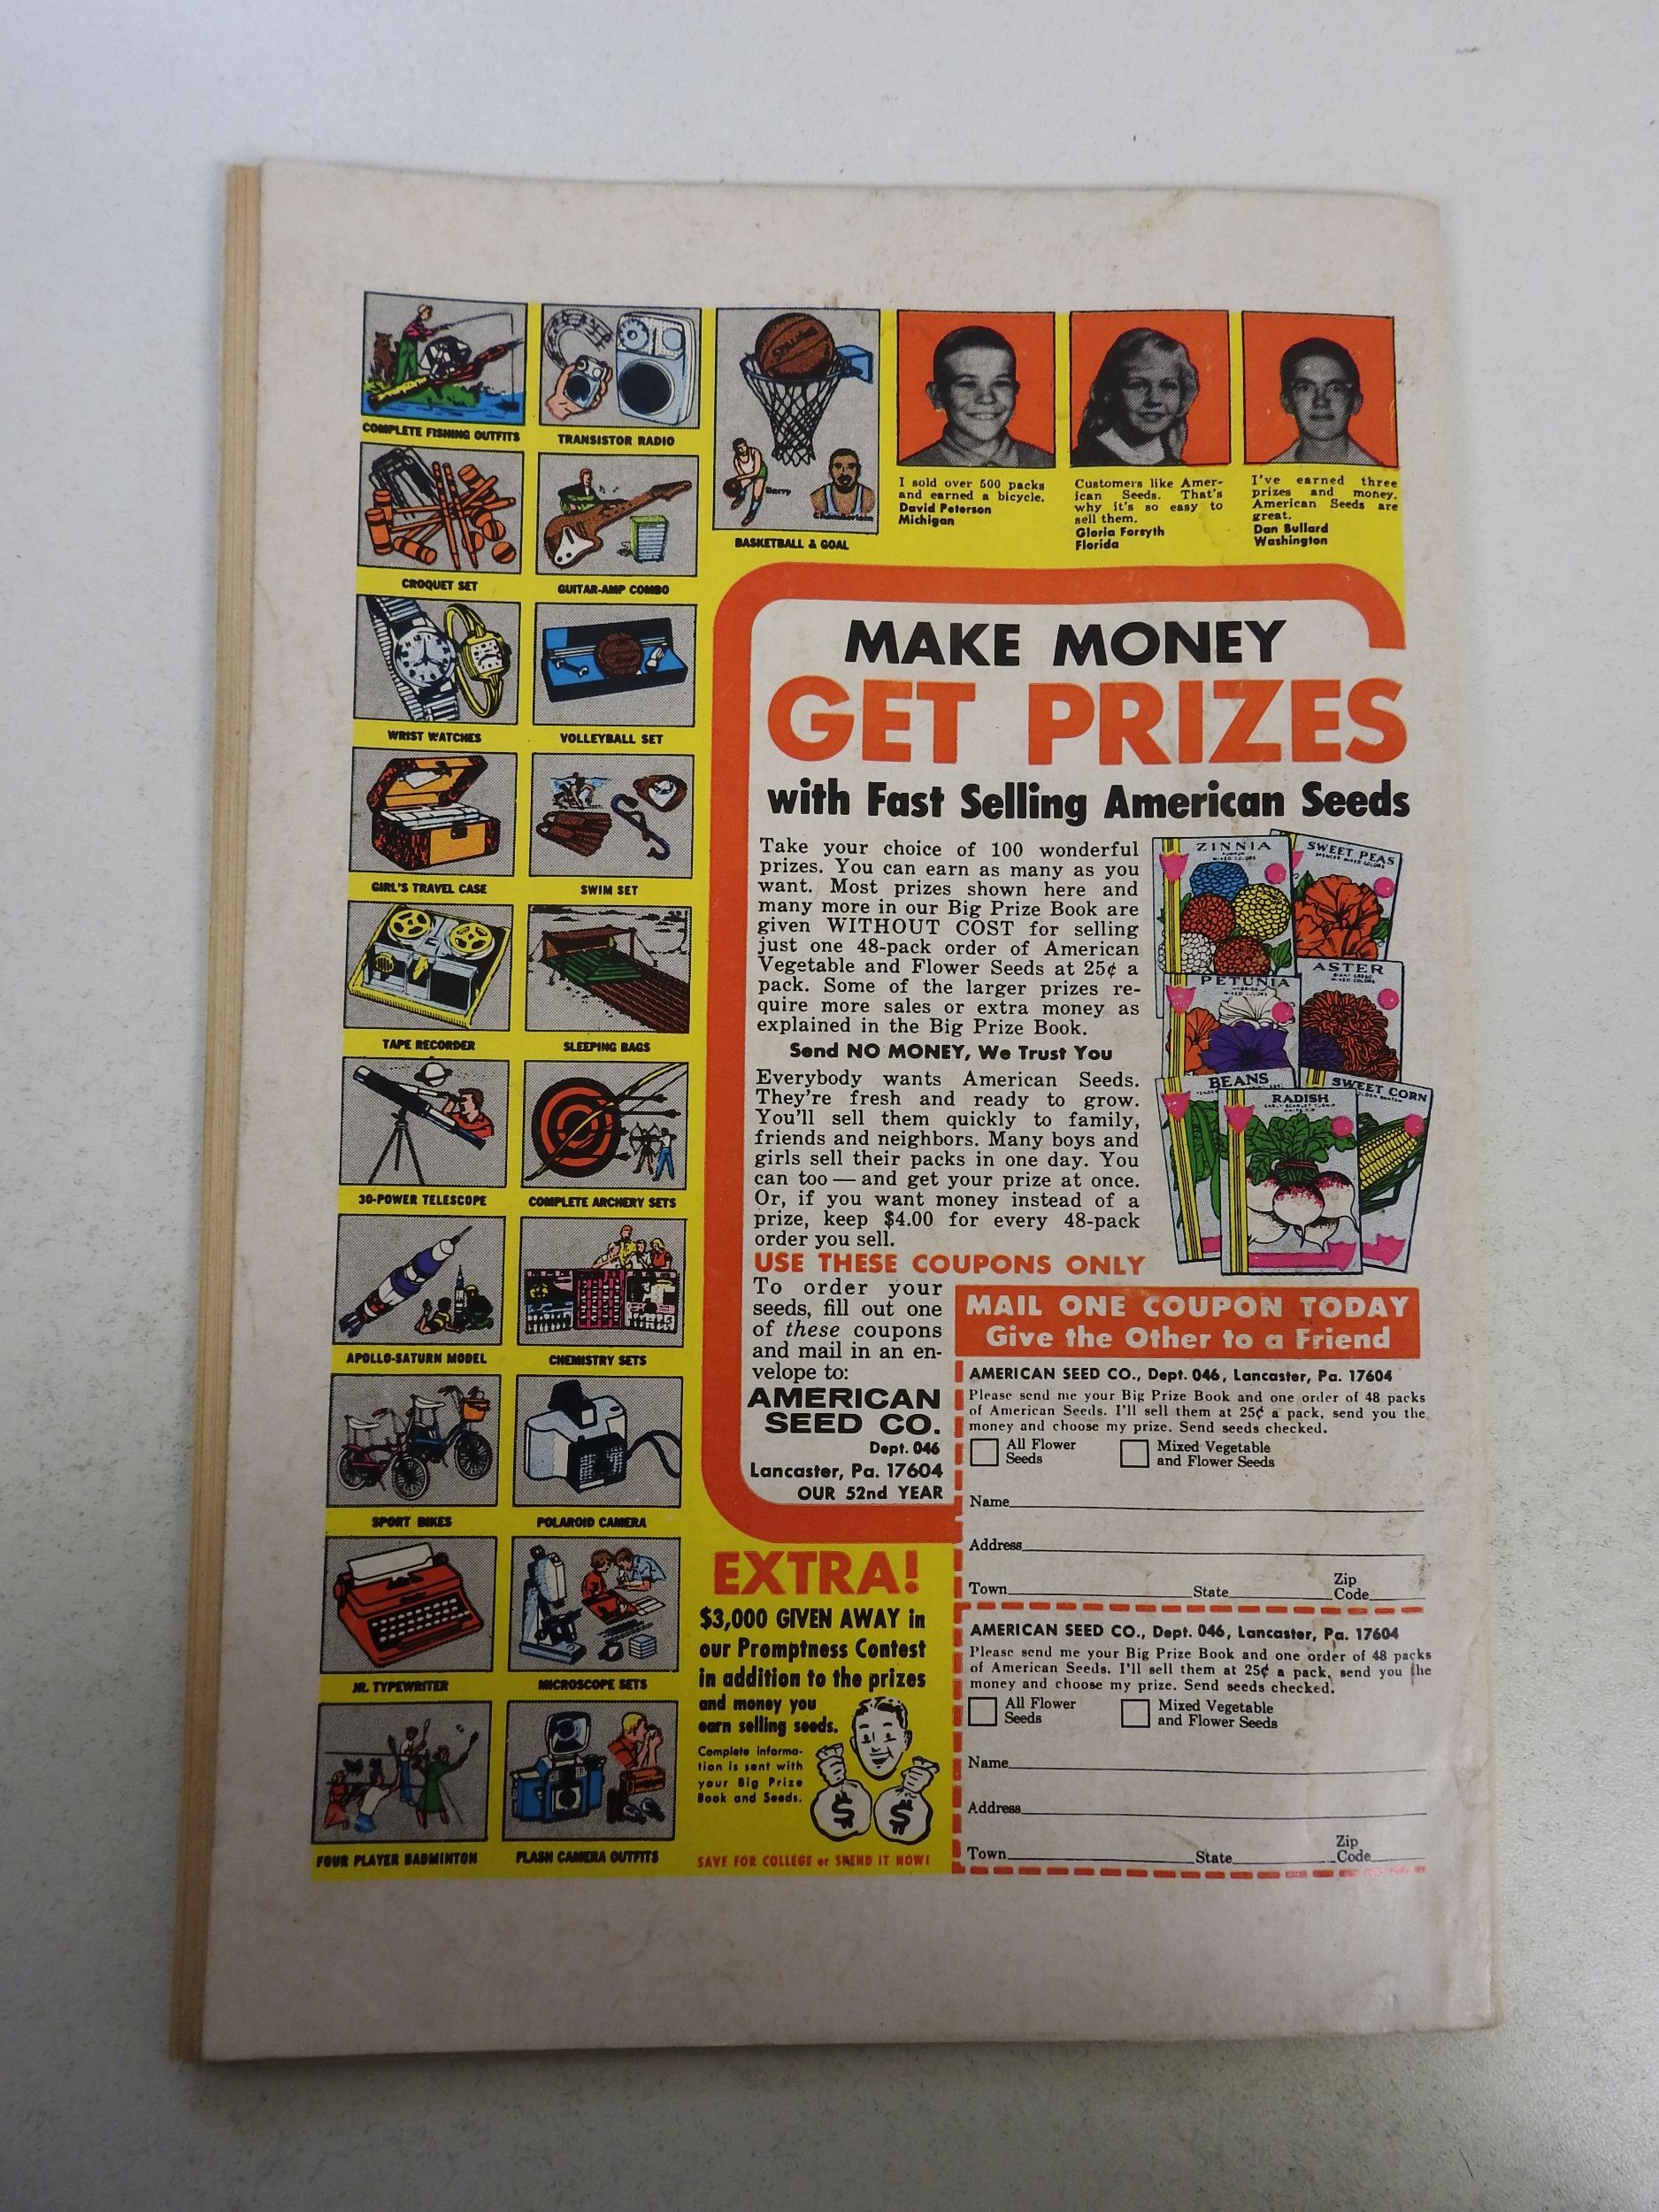 COMPLETE FISHING OUTFITS
TRANSISTOR RADIO
CROQUET SET
GUITAR-AMP COMBO
WRIST WATCHES
VOLLEYBALL SET
GIRL'S TRAVEL CASE
SWIM SET
TAPE RECORDER
SLEEPING BAGS
30-POWER TELESCOPE
COMPLETE ARCHERY SETS
APOLLO-SATURN MODEL
CHEMISTRY SETS
SPORT BIKES
POLAROID CAMERA
JR. TYPEWRITER
MICROSCOPE SETS
FOUR PLAYER BADMINTON
FLASH CAMERA OUTFITS
Spalding
Barry
Chamberlain
BASKETBALL & GOAL
I sold over 500 packs
and earned a bicycle.
David Peterson
Michigan
Customers like Amer-
ican Seeds. That's
why it's so easy to
sell them.
Gloria Forsyth
Florida
I've earned three
prizes and money.
American Seeds are
great.
Dan Bullard
Washington
MAKE MONEY
GET PRIZES
with Fast Selling American Seeds
Take your choice of 100 wonderful
prizes. You can earn as many as you
want. Most prizes shown here and
many more in our Big Prize Book are
given WITHOUT COST for selling
just one 48-pack order of American
Vegetable and Flower Seeds at 25¢ a
pack. Some of the larger prizes re-
quire more sales or extra money as
explained in the Big Prize Book.
Send NO MONEY, We Trust You
Everybody wants American Seeds.
They're fresh and ready to grow.
You'll sell them quickly to family,
friends and neighbors. Many boys and
girls sell their packs in one day. You
can too — and get your prize at once.
Or, if you want money instead of a
prize, keep $4.00 for every 48-pack
order you sell.
ZINNIA
MIXED COLORS
SWEET PEAS
SPENCER MIXED COLORS
PETUNIA
MIXED COLORS
ASTER
MIXED COLORS
BEANS
RADISH
SWEET CORN
USE THESE COUPONS ONLY
To order your
seeds, fill out one
of these coupons
and mail in an en-
velope to:
AMERICAN
SEED CO.
Dept. 046
Lancaster, Pa. 17604
OUR 52nd YEAR
EXTRA!
$3,000 GIVEN AWAY in
our Promptness Contest
in addition to the prizes
and money you
earn selling seeds.
Complete informa-
tion is sent with
your Big Prize
Book and Seeds.
$ $
SAVE FOR COLLEGE or SPEND IT NOW!
MAIL ONE COUPON TODAY
Give the Other to a Friend
AMERICAN SEED CO., Dept. 046, Lancaster, Pa. 17604
Please send me your Big Prize Book and one order of 48 packs
of American Seeds. I'll sell them at 25¢ a pack, send you the
money and choose my prize. Send seeds checked.
All Flower
Seeds
Mixed Vegetable
and Flower Seeds
Name
Address
Town State Zip
Code
AMERICAN SEED CO., Dept. 046, Lancaster, Pa. 17604
Please send me your Big Prize Book and one order of 48 packs
of American Seeds. I'll sell them at 25¢ a pack, send you the
money and choose my prize. Send seeds checked.
All Flower
Seeds
Mixed Vegetable
and Flower Seeds
Name
Address
Town State Zip
Code